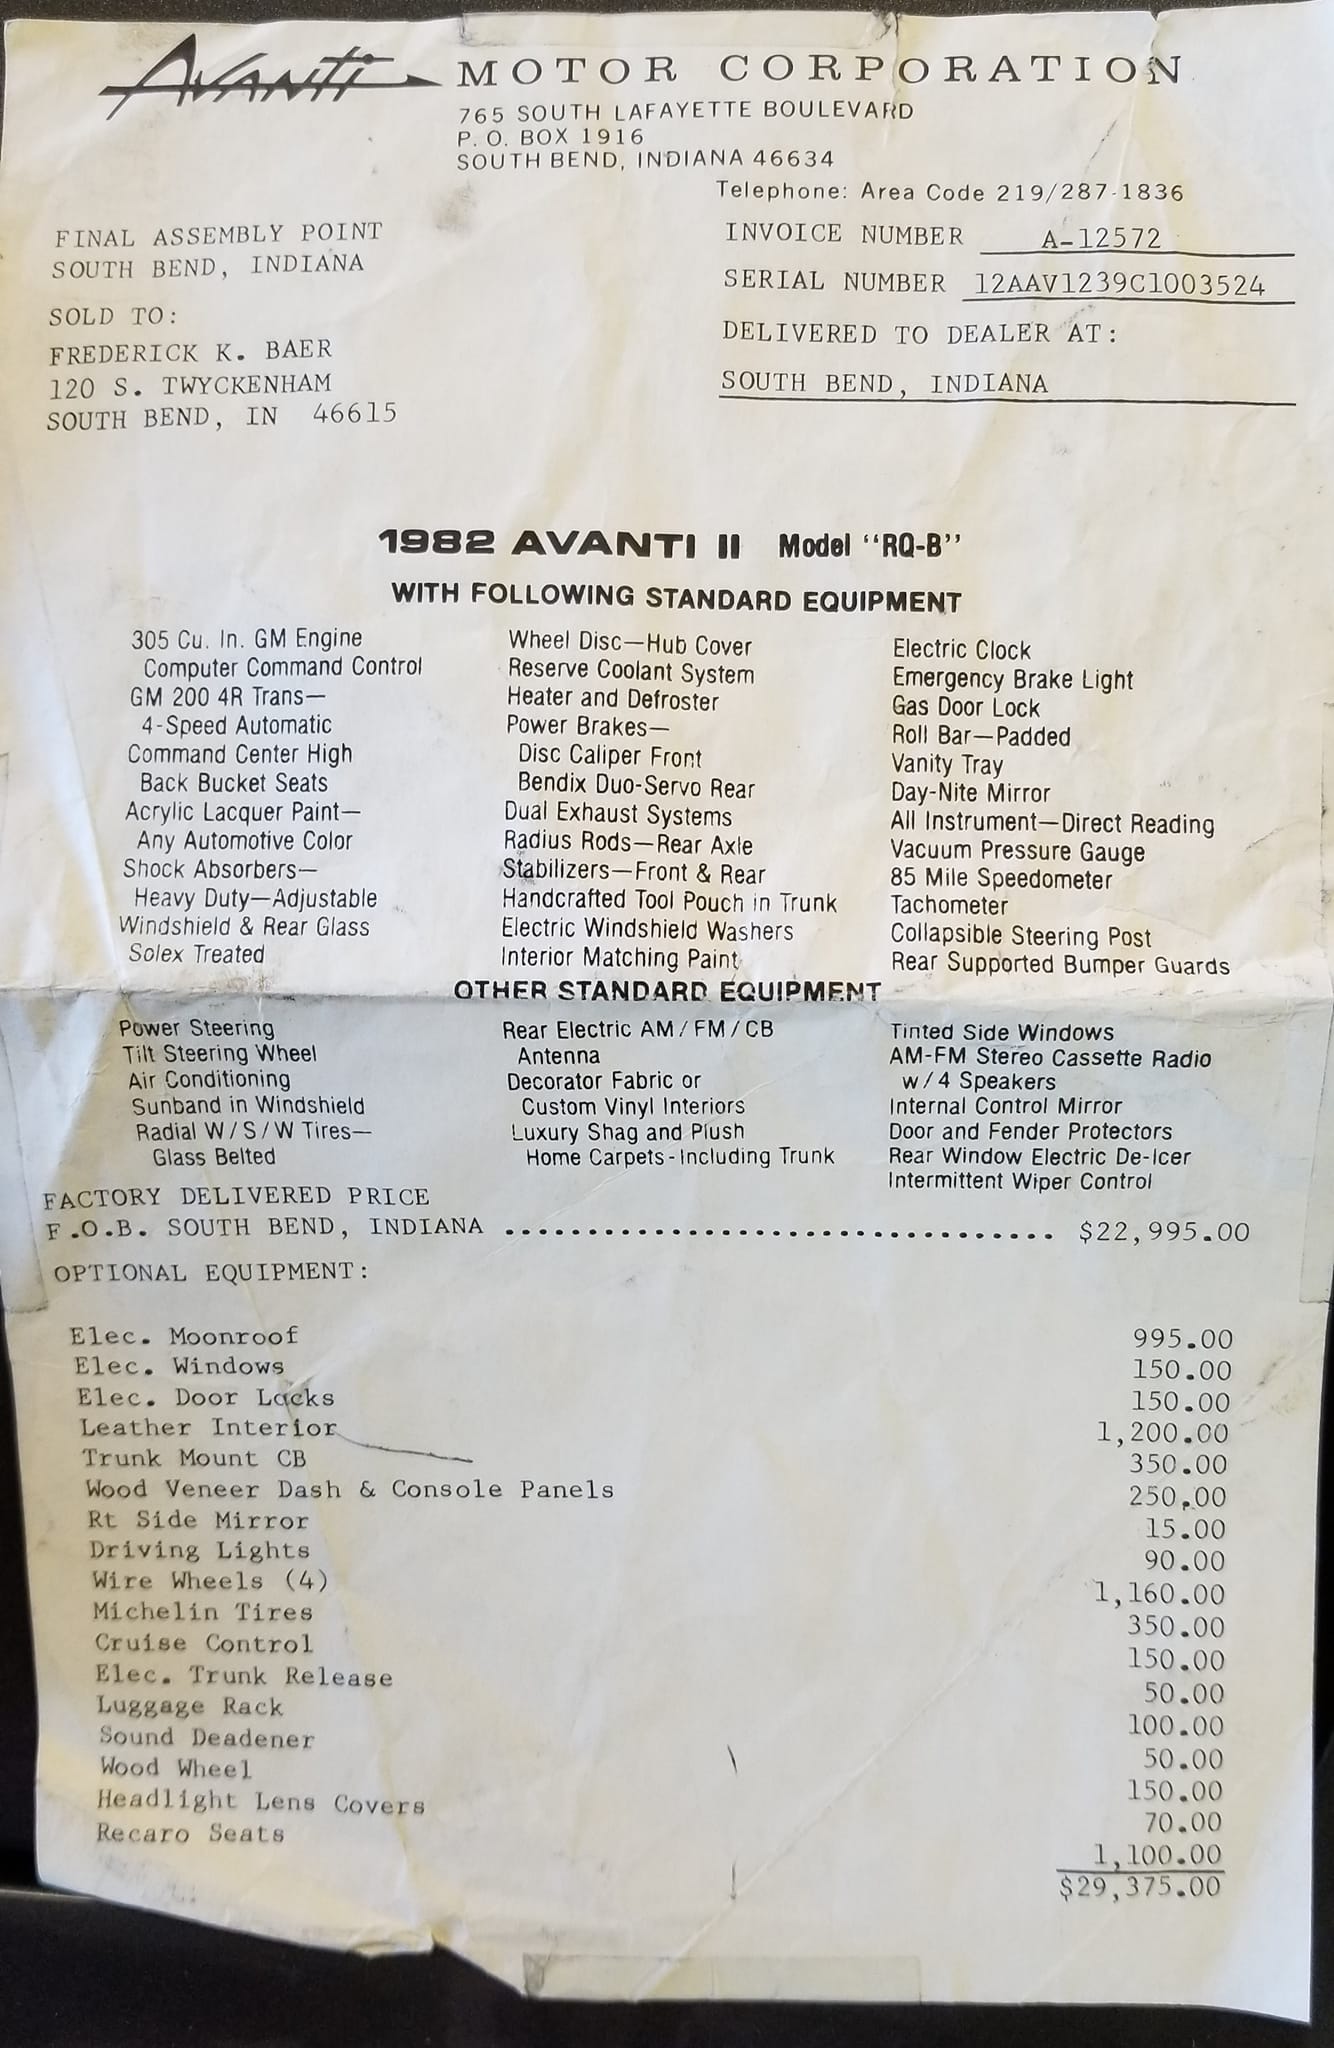 Avanti MOTOR CORPORATION
765 SOUTH LAFAYETTE BOULEVARD
P. O. BOX 1916
SOUTH BEND, INDIANA 46634
Telephone: Area Code 219/287-1836
FINAL ASSEMBLY POINT
SOUTH BEND, INDIANA
SOLD TO:
FREDERICK K. BAER
120 S. TWYCKENHAM
SOUTH BEND, IN 46615
INVOICE NUMBER A-12572
SERIAL NUMBER 12AAV1239C1003524
DELIVERED TO DEALER AT:
SOUTH BEND, INDIANA
1982 AVANTI II Model "RQ-B"
WITH FOLLOWING STANDARD EQUIPMENT
305 Cu. In. GM Engine
Computer Command Control
GM 200 4R Trans—
4-Speed Automatic
Command Center High
Back Bucket Seats
Acrylic Lacquer Paint—
Any Automotive Color
Shock Absorbers—
Heavy Duty—Adjustable
Windshield & Rear Glass
Solex Treated
Wheel Disc—Hub Cover
Reserve Coolant System
Heater and Defroster
Power Brakes—
Disc Caliper Front
Bendix Duo-Servo Rear
Dual Exhaust Systems
Radius Rods—Rear Axle
Stabilizers—Front & Rear
Handcrafted Tool Pouch in Trunk
Electric Windshield Washers
Interior Matching Paint
Electric Clock
Emergency Brake Light
Gas Door Lock
Roll Bar—Padded
Vanity Tray
Day-Nite Mirror
All Instrument—Direct Reading
Vacuum Pressure Gauge
85 Mile Speedometer
Tachometer
Collapsible Steering Post
Rear Supported Bumper Guards
OTHER STANDARD EQUIPMENT
Power Steering
Tilt Steering Wheel
Air Conditioning
Sunband in Windshield
Radial W/S/W Tires—
Glass Belted
Rear Electric AM/FM/CB
Antenna
Decorator Fabric or
Custom Vinyl Interiors
Luxury Shag and Plush
Home Carpets-Including Trunk
Tinted Side Windows
AM-FM Stereo Cassette Radio
w/4 Speakers
Internal Control Mirror
Door and Fender Protectors
Rear Window Electric De-Icer
Intermittent Wiper Control
FACTORY DELIVERED PRICE
F.O.B. SOUTH BEND, INDIANA ................................... $22,995.00
OPTIONAL EQUIPMENT:
Elec. Moonroof 995.00
Elec. Windows 150.00
Elec. Door Locks 150.00
Leather Interior 1,200.00
Trunk Mount CB 350.00
Wood Veneer Dash & Console Panels 250.00
Rt Side Mirror 15.00
Driving Lights 90.00
Wire Wheels (4) 1,160.00
Michelin Tires 350.00
Cruise Control 150.00
Elec. Trunk Release 50.00
Luggage Rack 100.00
Sound Deadener 50.00
Wood Wheel 150.00
Headlight Lens Covers 70.00
Recaro Seats 1,100.00
$29,375.00